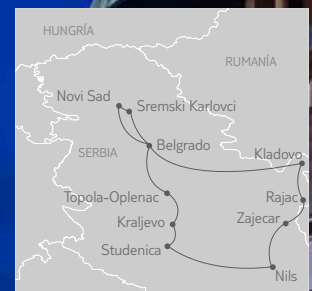 HUNGRÍA
RUMANÍA
Novi Sad
Sremski Karlovci
Belgrado
SERBIA
Kladovo
Topola-Oplenac
Rajac
Kraljevo
Zajecar
Studenica
Nils